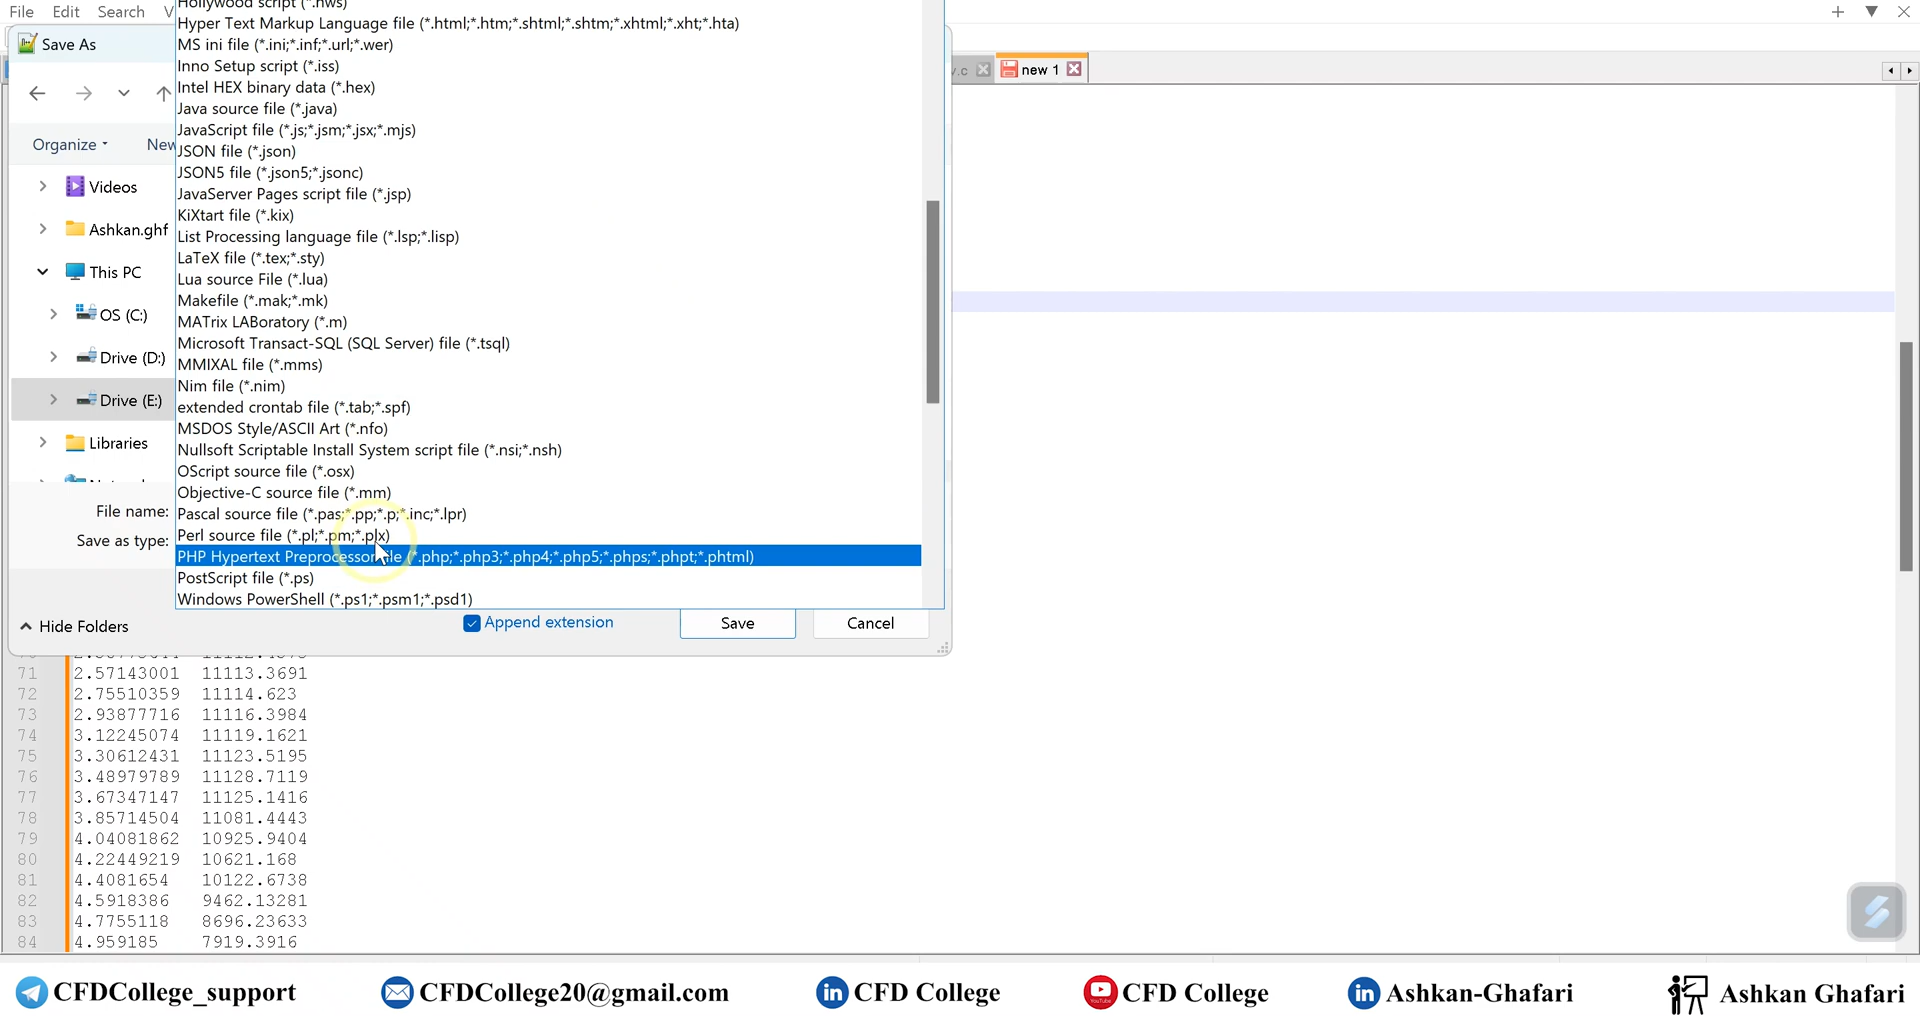 File Edit Search V
Save As
Hollywood script (*.hws)
Hyper Text Markup Language file (*.html;*.htm;*.shtml;*.shtm;*.xhtml;*.xht;*.hta)
MS ini file (*.ini;*.inf;*.url;*.wer)
Inno Setup script (*.iss)
Intel HEX binary data (*.hex)
Java source file (*.java)
JavaScript file (*.js;*.jsm;*.jsx;*.mjs)
JSON file (*.json)
JSON5 file (*.json5;*.jsonc)
JavaServer Pages script file (*.jsp)
KiXtart file (*.kix)
List Processing language file (*.lsp;*.lisp)
LaTeX file (*.tex;*.sty)
Lua source File (*.lua)
Makefile (*.mak;*.mk)
MATrix LABoratory (*.m)
Microsoft Transact-SQL (SQL Server) file (*.tsql)
MMIXAL file (*.mms)
Nim file (*.nim)
extended crontab file (*.tab;*.spf)
MSDOS Style/ASCII Art (*.nfo)
Nullsoft Scriptable Install System script file (*.nsi;*.nsh)
OScript source file (*.osx)
Objective-C source file (*.mm)
Pascal source file (*.pas;*.pp;*.p;*.inc;*.lpr)
Perl source file (*.pl;*.pm;*.plx)
PHP Hypertext Preprocessor file (*.php;*.php3;*.php4;*.php5;*.phps;*.phpt;*.phtml)
PostScript file (*.ps)
Windows PowerShell (*.ps1;*.psm1;*.psd1)
v.c
new 1
Organize New
Videos
Ashkan.ghf
This PC
OS (C:)
Drive (D:)
Drive (E:)
Libraries
File name:
Save as type:
Hide Folders
Append extension
Save
Cancel
71 2.57143001 11113.3691
72 2.75510359 11114.623
73 2.93877716 11116.3984
74 3.12245074 11119.1621
75 3.30612431 11123.5195
76 3.48979789 11128.7119
77 3.67347147 11125.1416
78 3.85714504 11081.4443
79 4.04081862 10925.9404
80 4.22449219 10621.168
81 4.4081654 10122.6738
82 4.5918386 9462.13281
83 4.7755118 8696.23633
84 4.959185 7919.3916
CFDCollege_support
CFDCollege20@gmail.com
CFD College
CFD College
Ashkan-Ghafari
Ashkan Ghafari